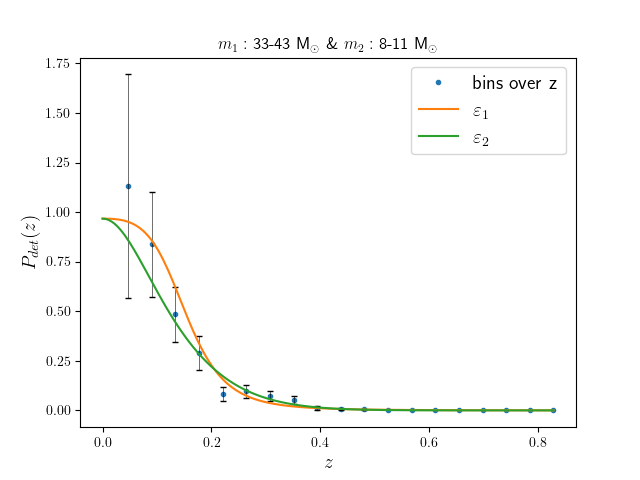 m₁ : 33-43 M☉ & m₂ : 8-11 M☉
1.75
1.50
1.25
1.00
0.75
0.50
0.25
0.00
P_det(z)
bins over z
ε₁
ε₂
0.0 0.2 0.4 0.6 0.8
z